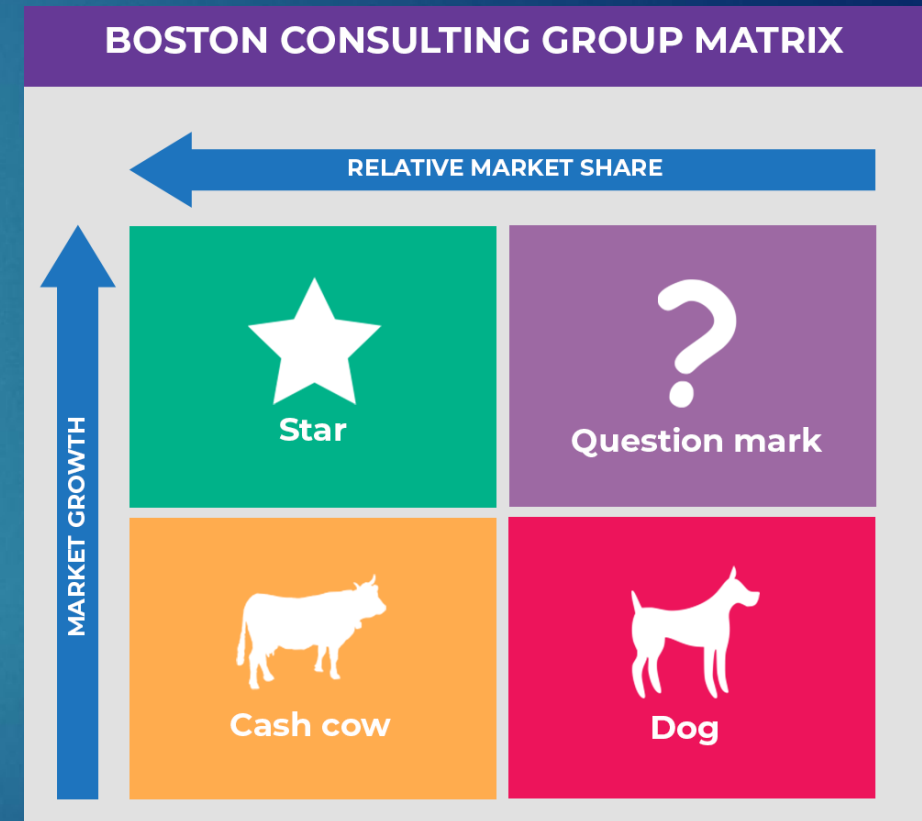 BOSTON CONSULTING GROUP MATRIX
RELATIVE MARKET SHARE
MARKET GROWTH
Star
Question mark
Cash cow
Dog